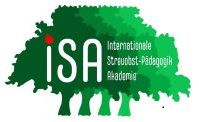 iSA
Internationale
Streuobst-Pädagogik
Akademie